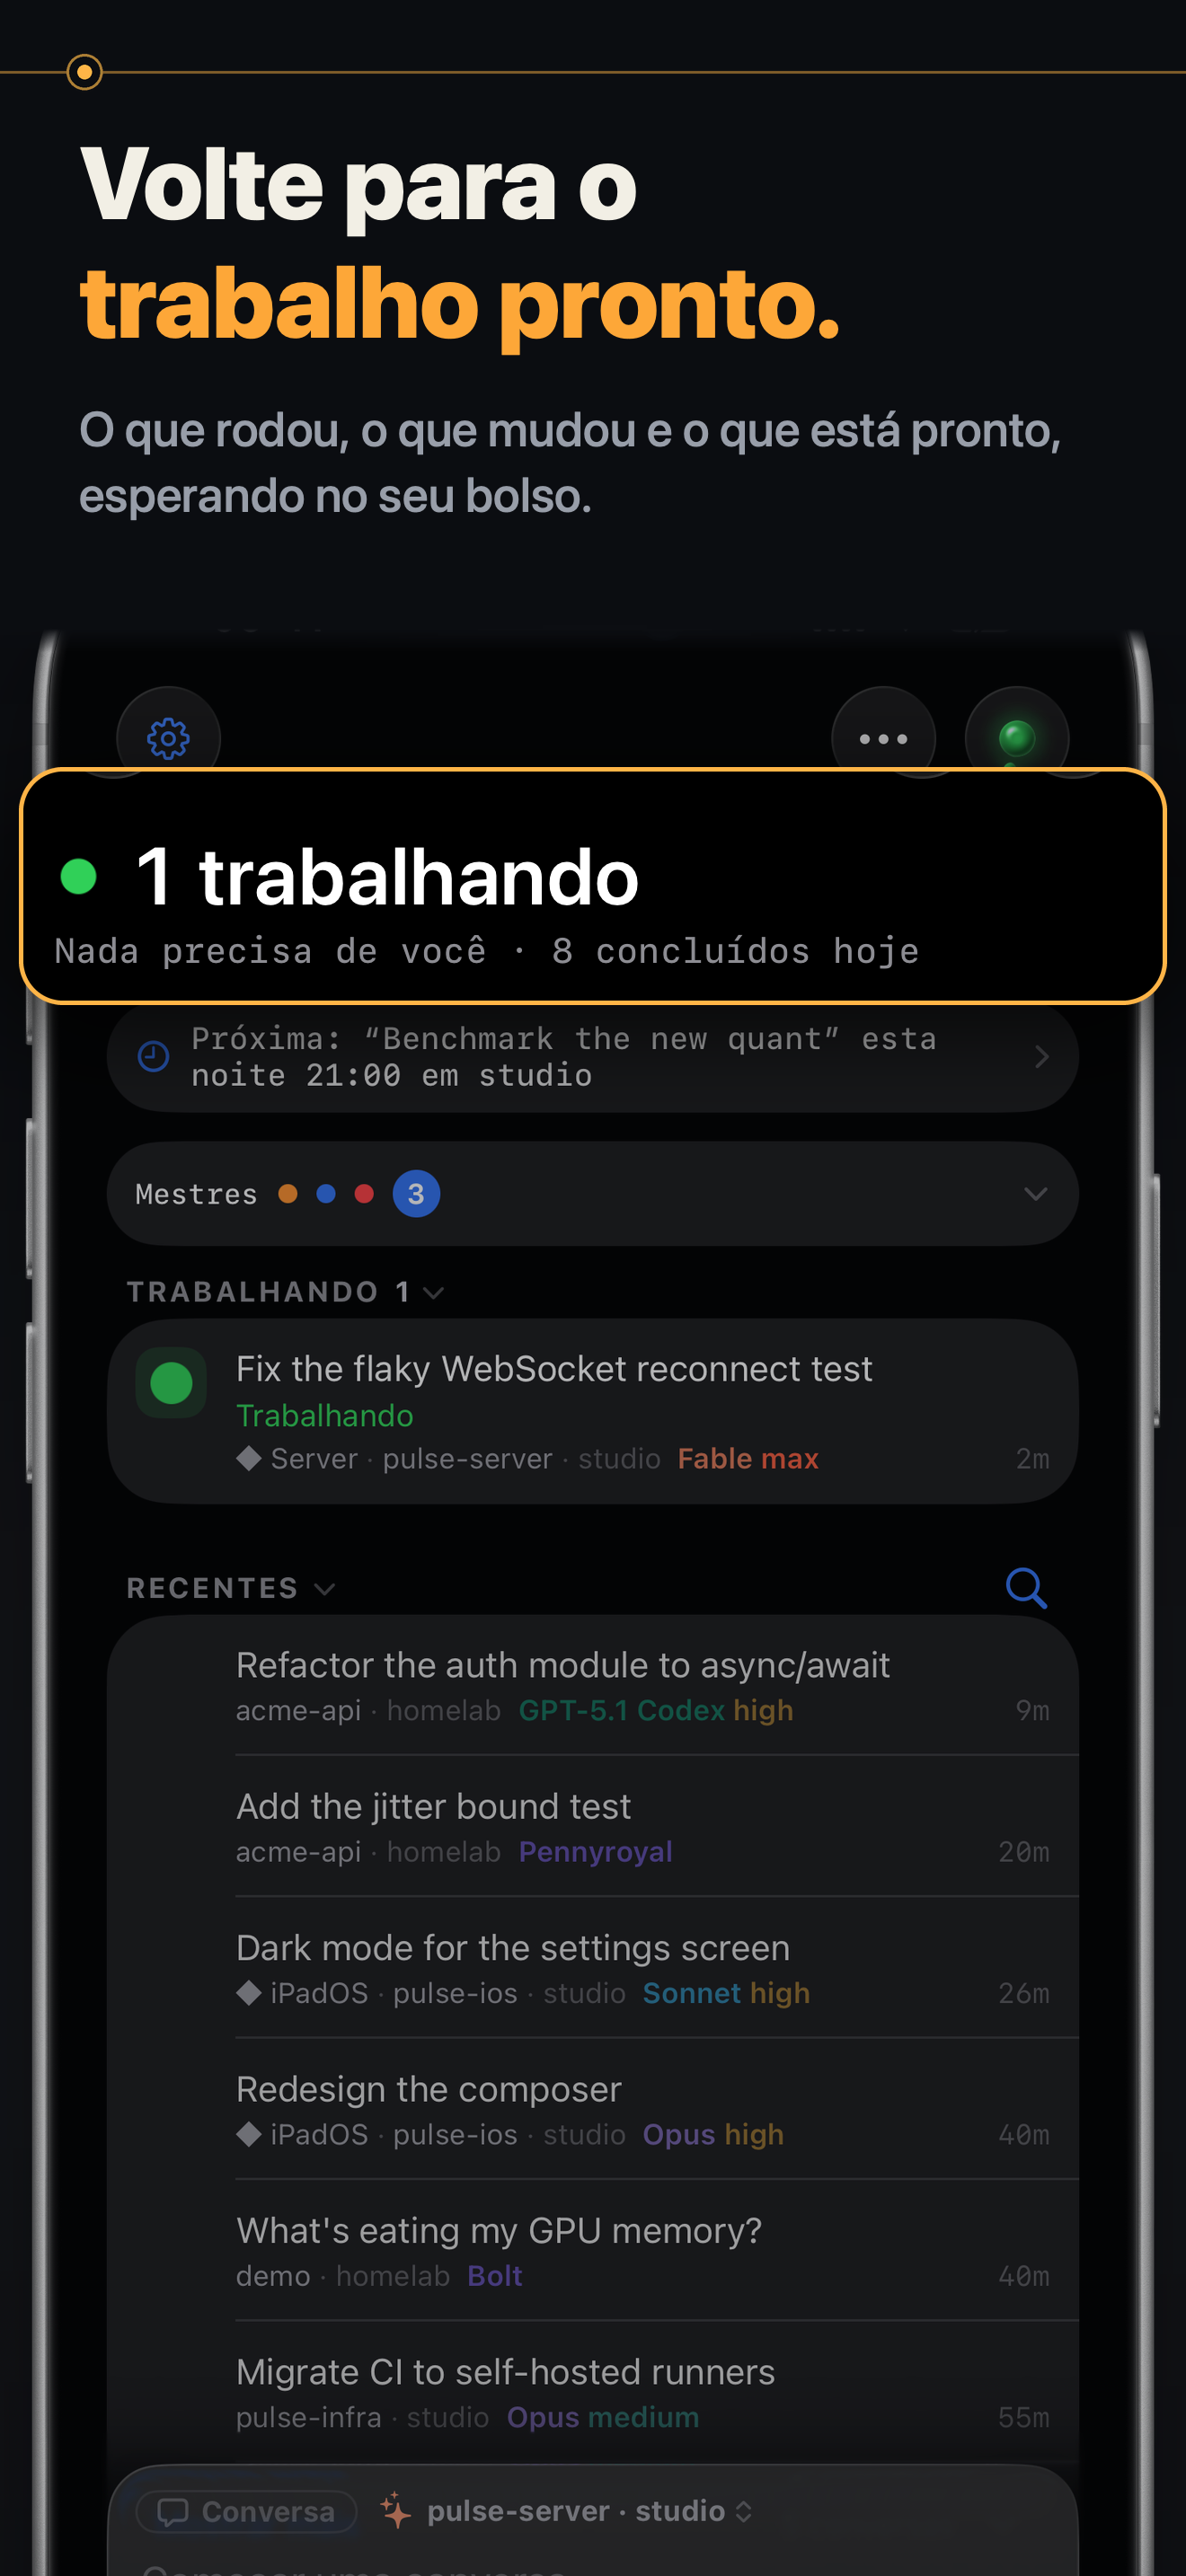 Volte para o
trabalho pronto.
O que rodou, o que mudou e o que está pronto,
esperando no seu bolso.
1 trabalhando
Nada precisa de você · 8 concluídos hoje
Próxima: “Benchmark the new quant” esta
noite 21:00 em studio
Mestres 3
TRABALHANDO 1
Fix the flaky WebSocket reconnect test
Trabalhando
Server · pulse-server · studio Fable max 2m
RECENTES
Refactor the auth module to async/await
acme-api · homelab GPT-5.1 Codex high 9m
Add the jitter bound test
acme-api · homelab Pennyroyal 20m
Dark mode for the settings screen
iPadOS · pulse-ios · studio Sonnet high 26m
Redesign the composer
iPadOS · pulse-ios · studio Opus high 40m
What's eating my GPU memory?
demo · homelab Bolt 40m
Migrate CI to self-hosted runners
pulse-infra · studio Opus medium 55m
Conversa pulse-server · studio